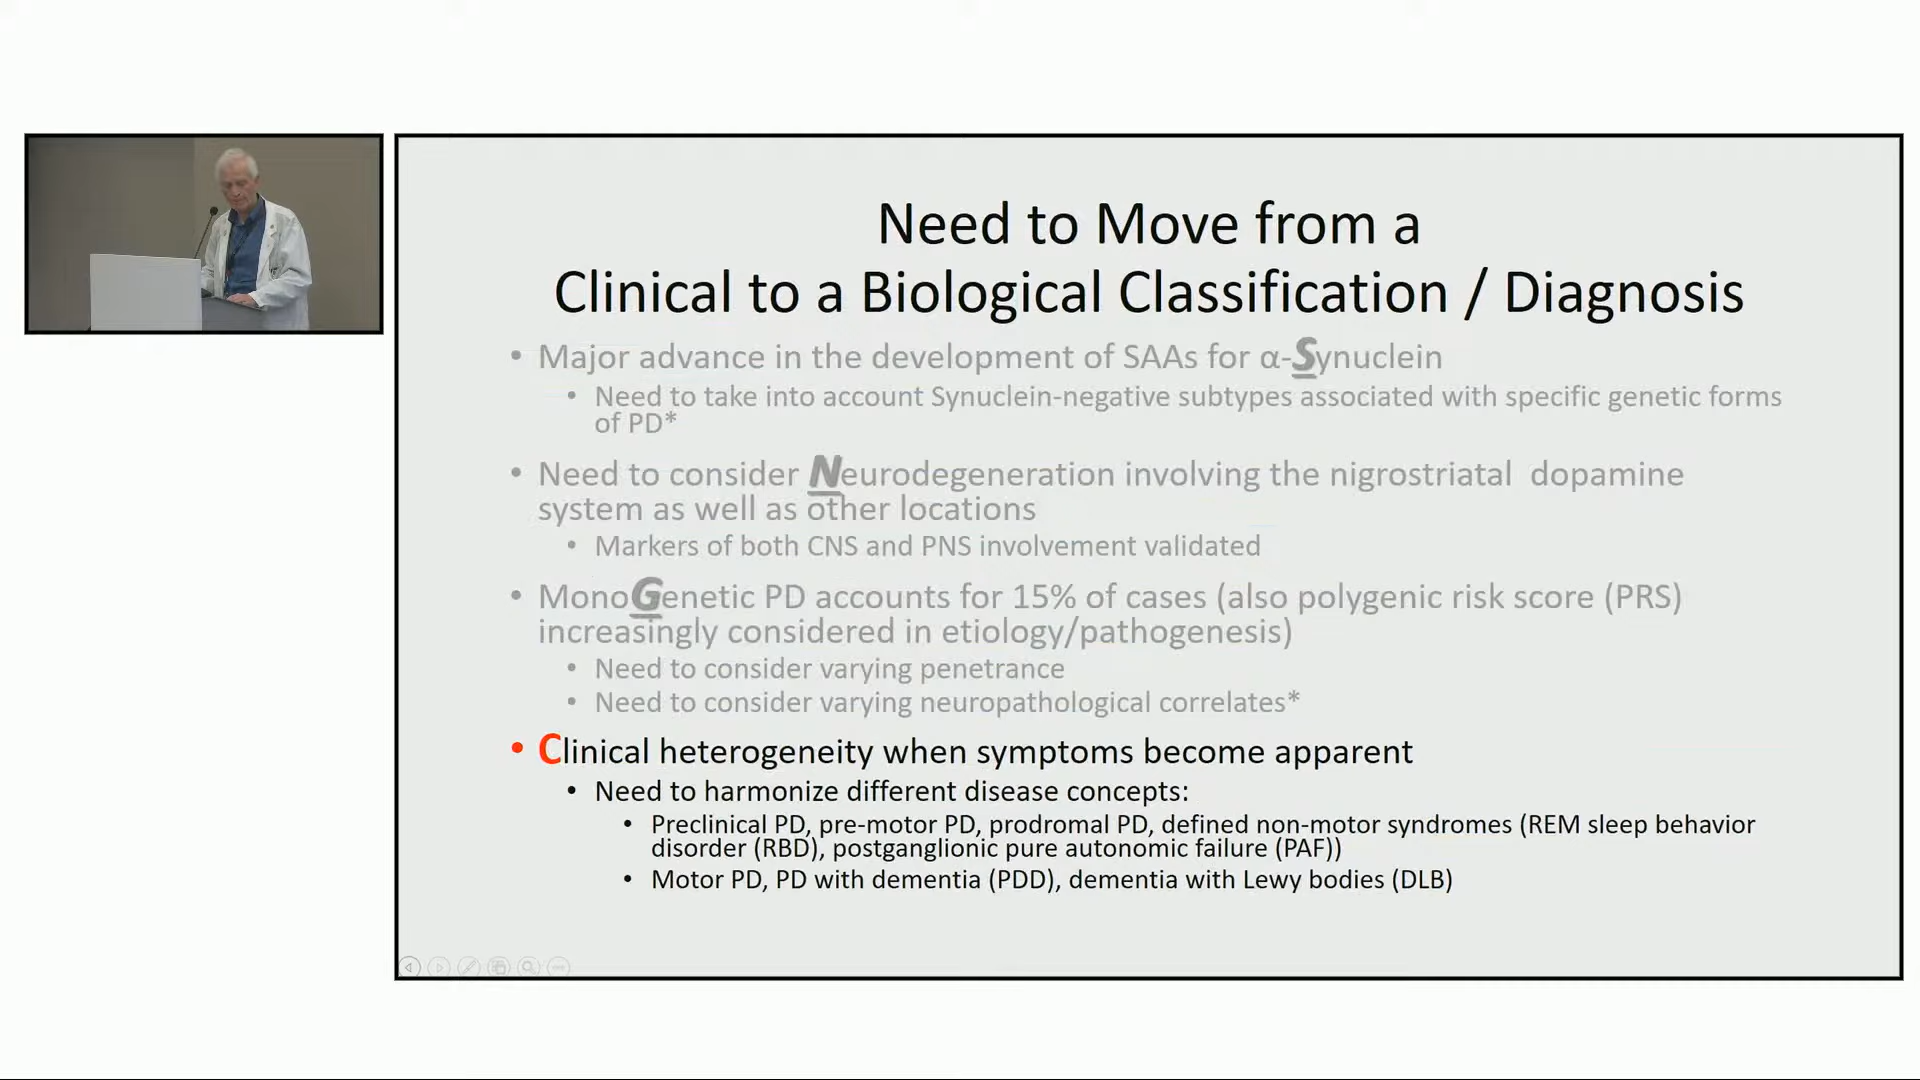 Need to Move from a
Clinical to a Biological Classification / Diagnosis
• Major advance in the development of SAAs for α-Synuclein
• Need to take into account Synuclein-negative subtypes associated with specific genetic forms
of PD*
• Need to consider Neurodegeneration involving the nigrostriatal dopamine
system as well as other locations
• Markers of both CNS and PNS involvement validated
• MonoGenetic PD accounts for 15% of cases (also polygenic risk score (PRS)
increasingly considered in etiology/pathogenesis)
• Need to consider varying penetrance
• Need to consider varying neuropathological correlates*
• Clinical heterogeneity when symptoms become apparent
• Need to harmonize different disease concepts:
• Preclinical PD, pre-motor PD, prodromal PD, defined non-motor syndromes (REM sleep behavior
disorder (RBD), postganglionic pure autonomic failure (PAF))
• Motor PD, PD with dementia (PDD), dementia with Lewy bodies (DLB)